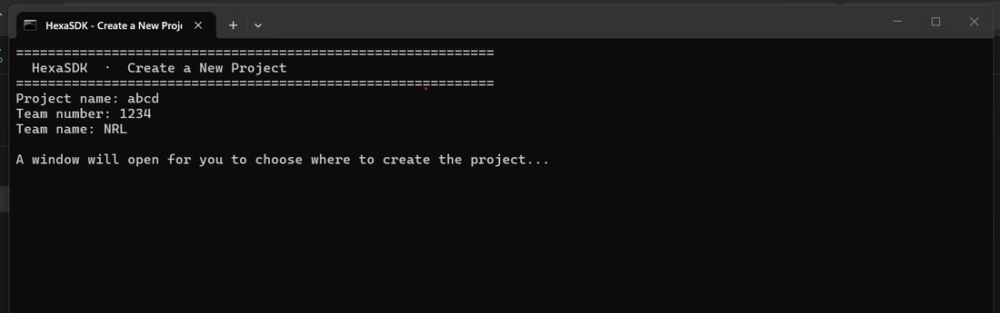 HexaSDK - Create a New Proj
============================================================
HexaSDK · Create a New Project
============================================================
Project name: abcd
Team number: 1234
Team name: NRL
A window will open for you to choose where to create the project...